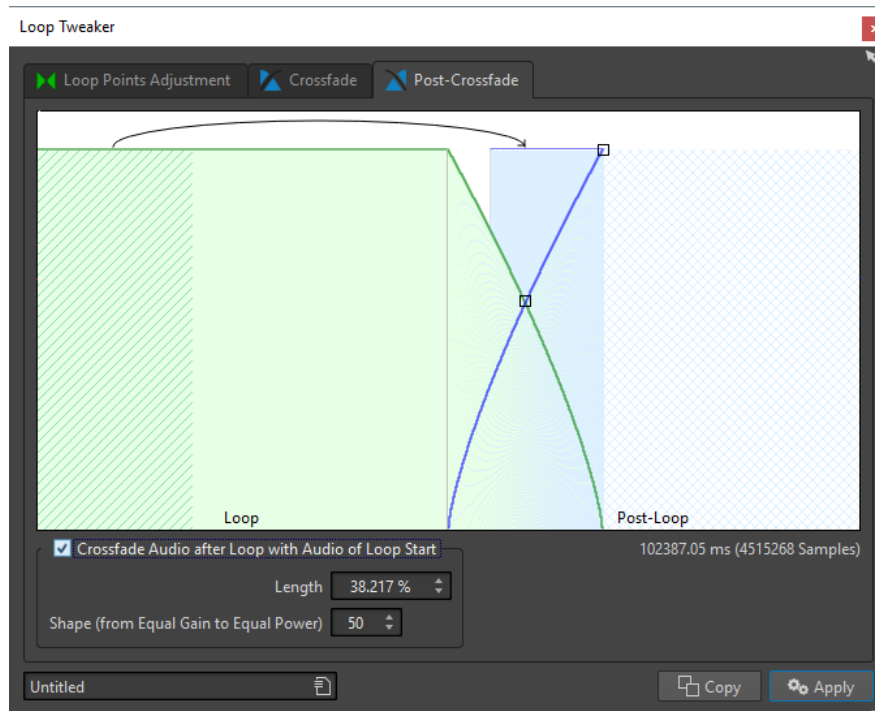 Loop Tweaker
Loop Points Adjustment
Crossfade
Post-Crossfade
Loop
Post-Loop
Crossfade Audio after Loop with Audio of Loop Start
102387.05 ms (4515268 Samples)
Length 38.217 %
Shape (from Equal Gain to Equal Power) 50
Untitled
Copy
Apply